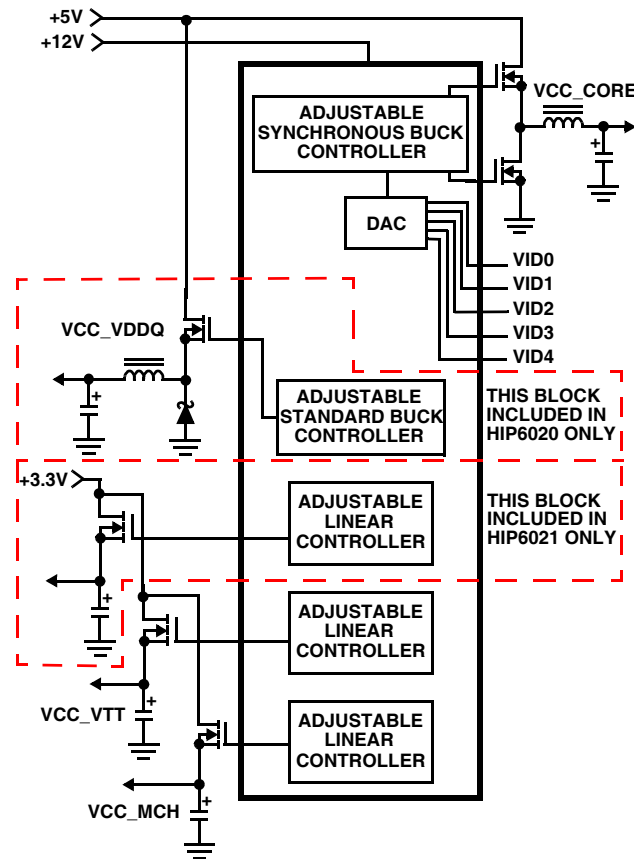 +5V
+12V
VCC_CORE
+
ADJUSTABLE
SYNCHRONOUS BUCK
CONTROLLER
DAC
VID0
VID1
VID2
VID3
VID4
VCC_VDDQ
+
ADJUSTABLE
STANDARD BUCK
CONTROLLER
THIS BLOCK
INCLUDED IN
HIP6020 ONLY
+3.3V
+
ADJUSTABLE
LINEAR
CONTROLLER
THIS BLOCK
INCLUDED IN
HIP6021 ONLY
ADJUSTABLE
LINEAR
CONTROLLER
VCC_VTT
+
ADJUSTABLE
LINEAR
CONTROLLER
VCC_MCH
+